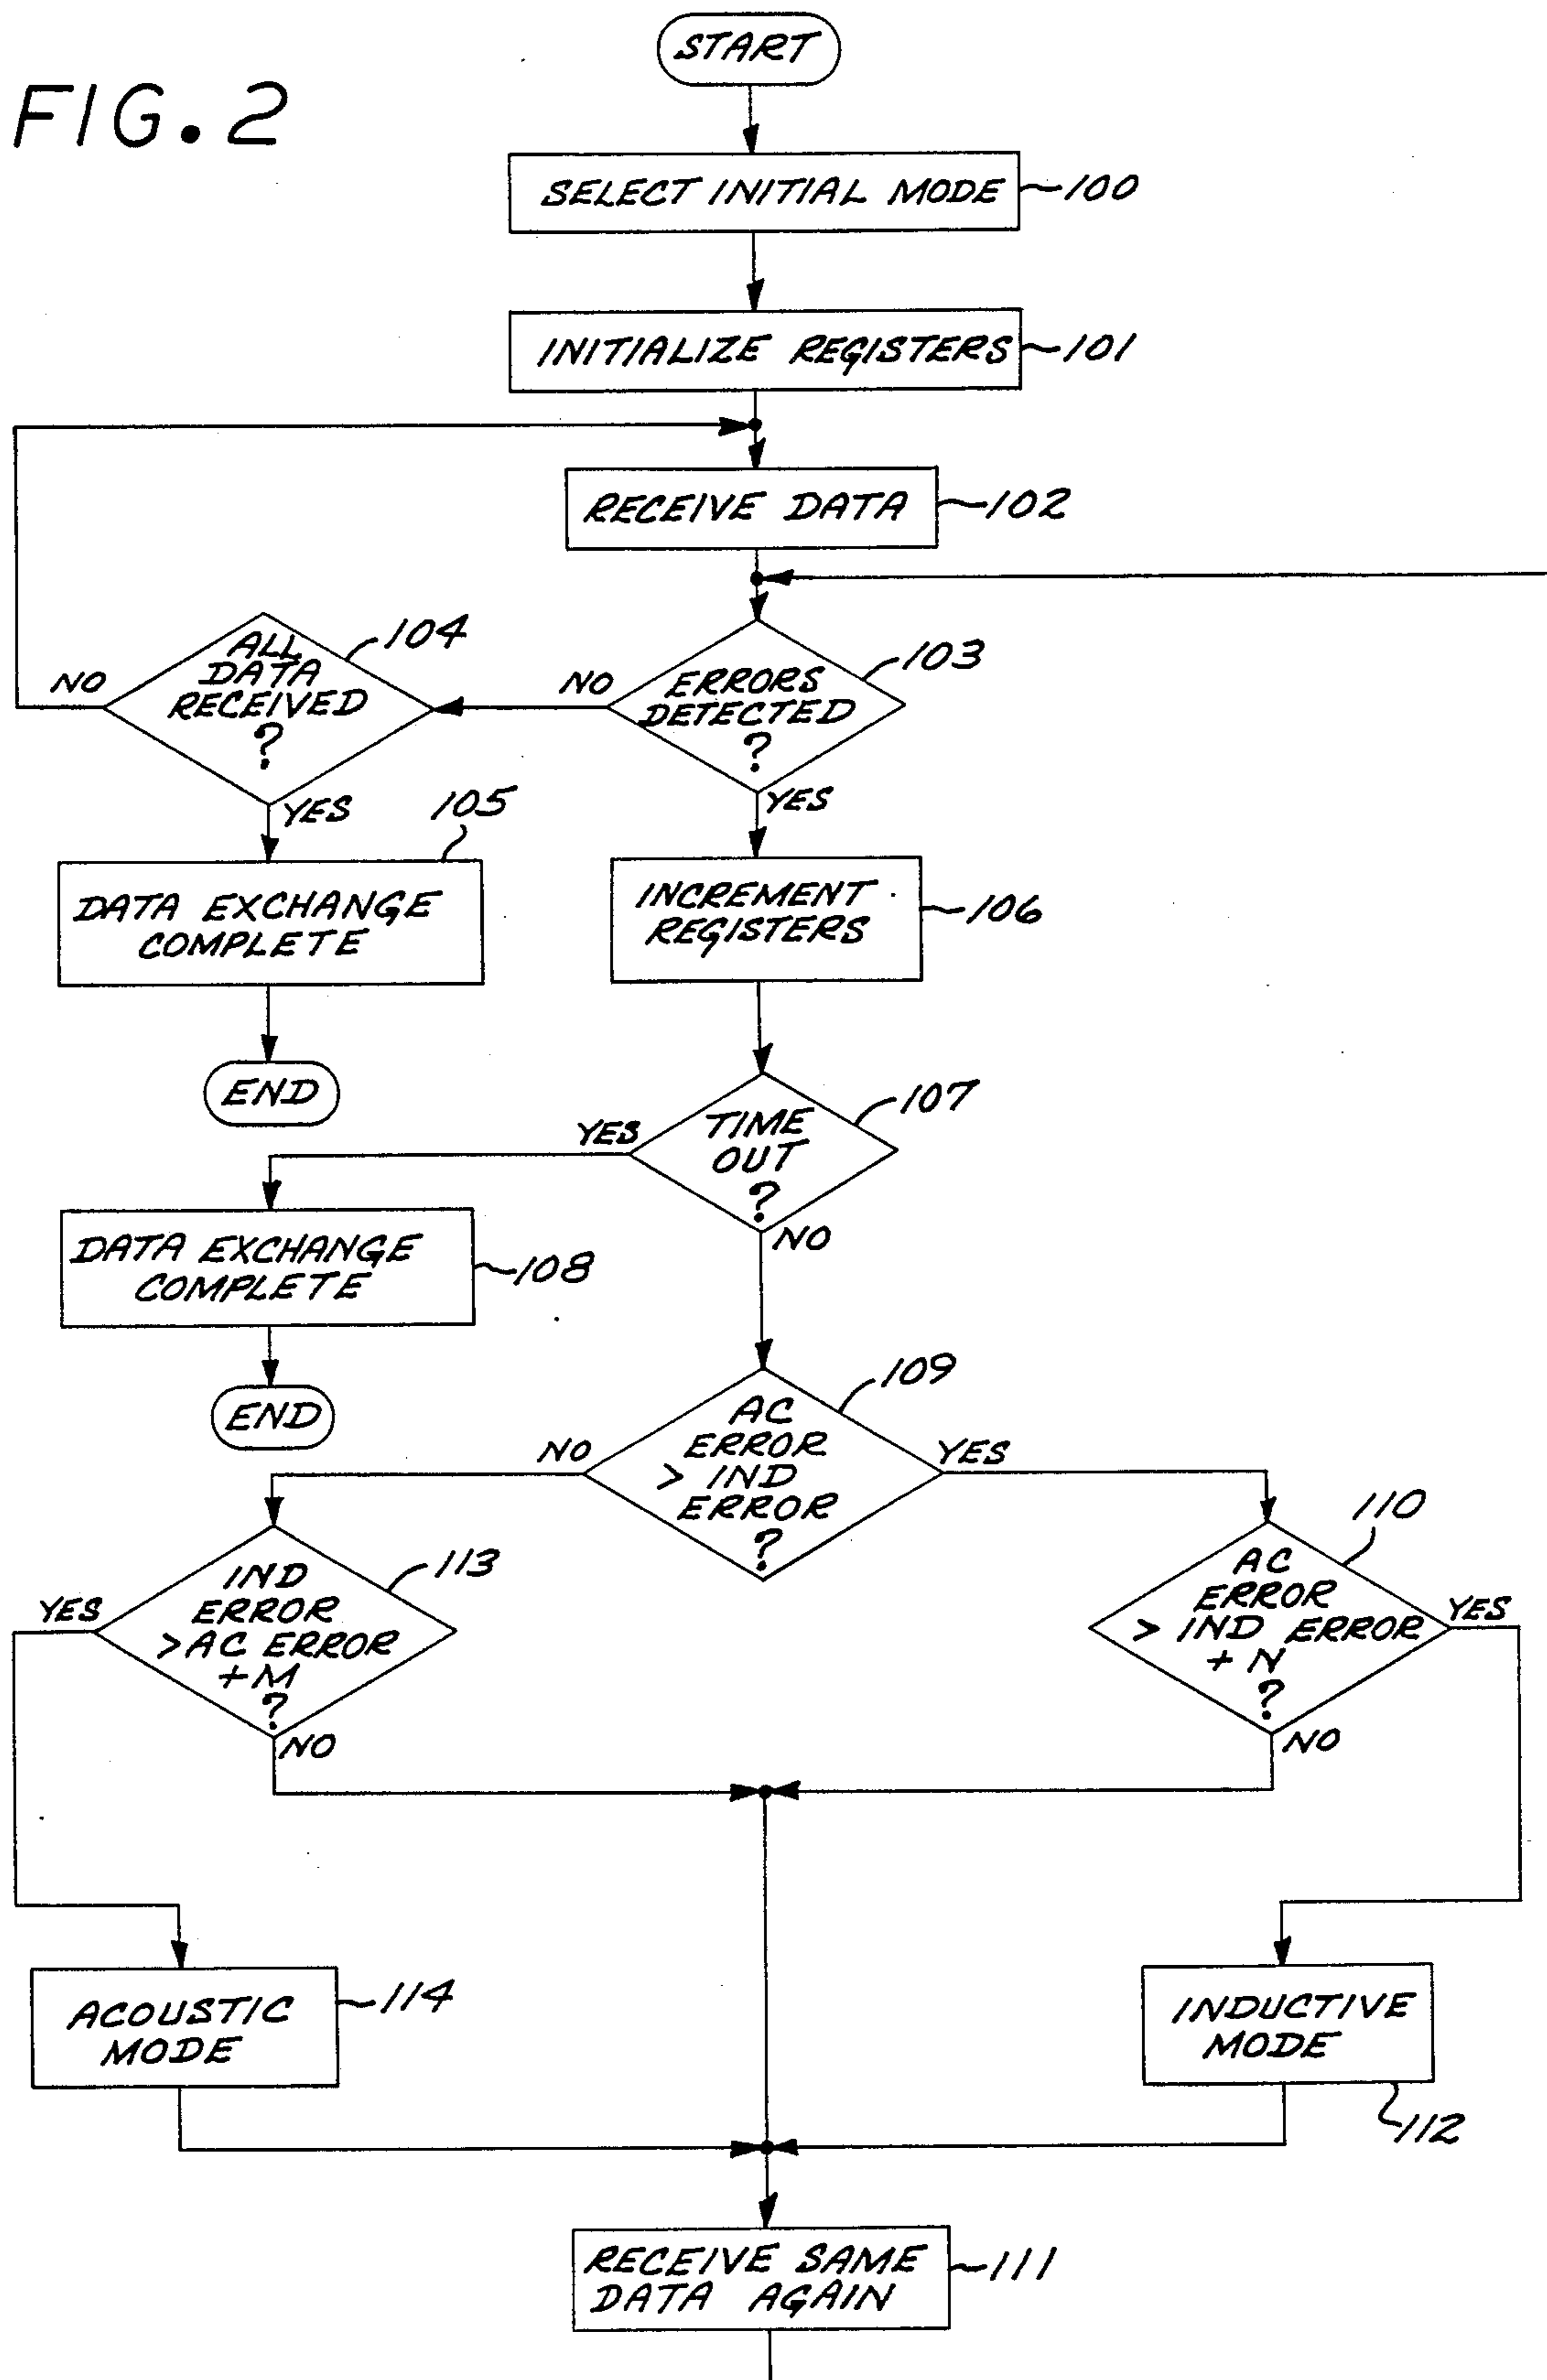 FIG. 2
START
SELECT INITIAL MODE
100
INITIALIZE REGISTERS
101
RECEIVE DATA
102
ALL
DATA
RECEIVED
?
104
NO
YES
ERRORS
DETECTED
?
103
NO
YES
105
DATA EXCHANGE
COMPLETE
END
INCREMENT
REGISTERS
106
TIME
OUT
?
107
YES
NO
DATA EXCHANGE
COMPLETE
108
END
AC
ERROR
> IND
ERROR
?
109
NO
YES
IND
ERROR
> AC ERROR
+ M
?
113
YES
NO
AC
ERROR
> IND ERROR
+ N
?
110
YES
NO
ACOUSTIC
MODE
114
INDUCTIVE
MODE
112
RECEIVE SAME
DATA AGAIN
111